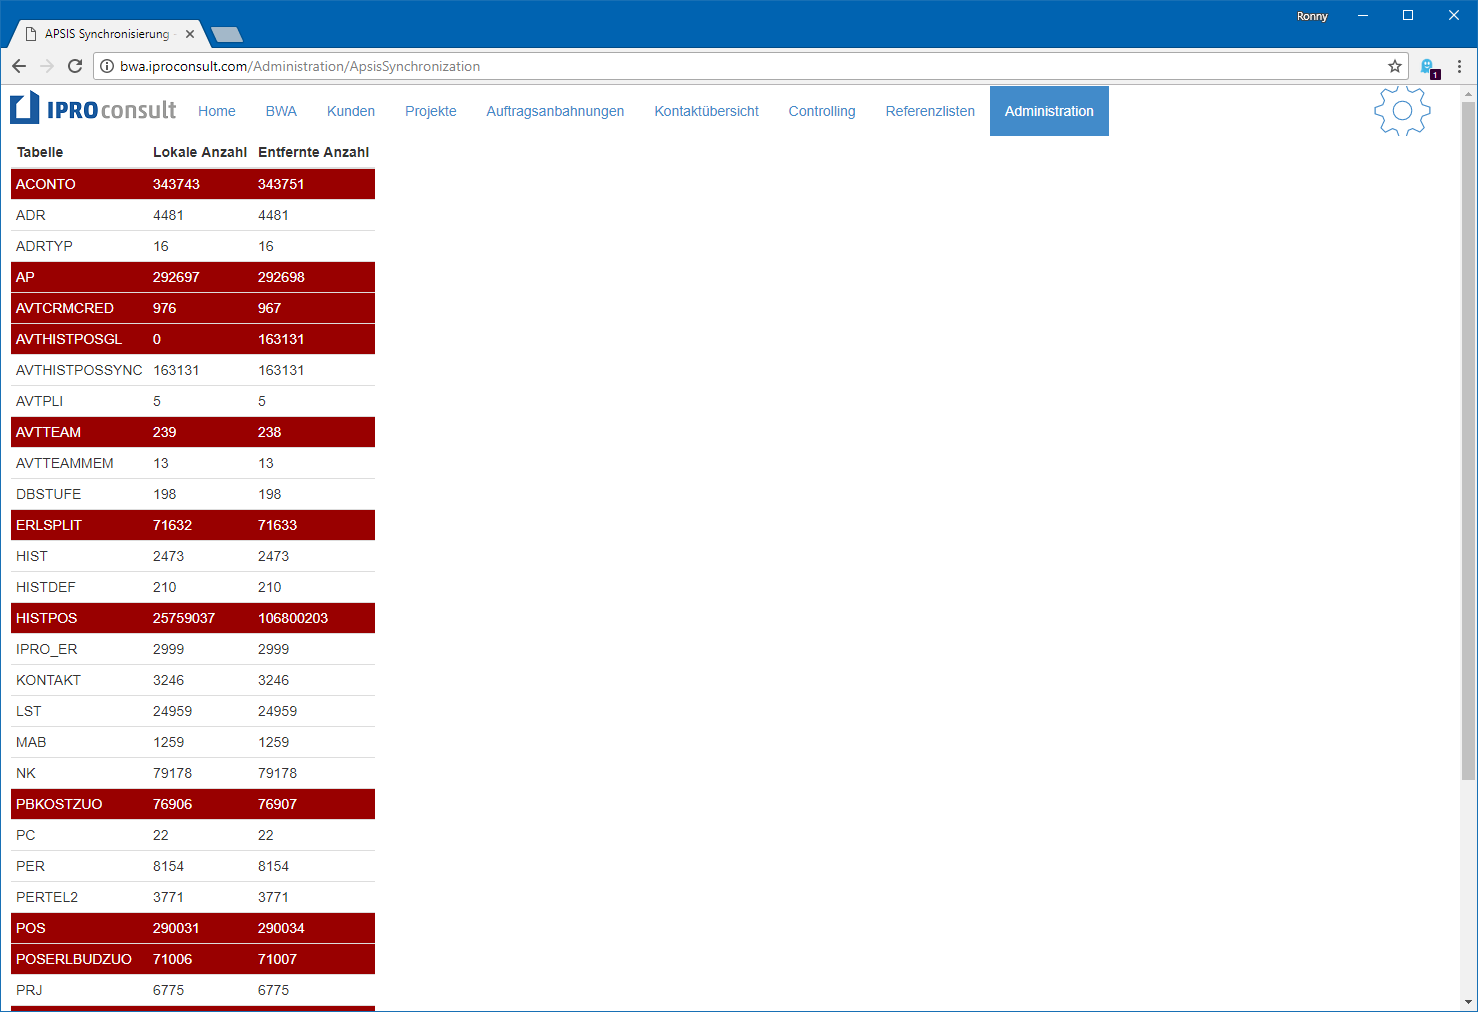 Ronny
APSIS Synchronisierung -
bwa.iproconsult.com/Administration/ApsisSynchronization
1
IPROconsult Home BWA Kunden Projekte Auftragsanbahnungen Kontaktübersicht Controlling Referenzlisten Administration
Tabelle Lokale Anzahl Entfernte Anzahl
ACONTO 343743 343751
ADR 4481 4481
ADRTYP 16 16
AP 292697 292698
AVTCRMCRED 976 967
AVTHISTPOSGL 0 163131
AVTHISTPOSSYNC 163131 163131
AVTPLI 5 5
AVTTEAM 239 238
AVTTEAMMEM 13 13
DBSTUFE 198 198
ERLSPLIT 71632 71633
HIST 2473 2473
HISTDEF 210 210
HISTPOS 25759037 106800203
IPRO_ER 2999 2999
KONTAKT 3246 3246
LST 24959 24959
MAB 1259 1259
NK 79178 79178
PBKOSTZUO 76906 76907
PC 22 22
PER 8154 8154
PERTEL2 3771 3771
POS 290031 290034
POSERLBUDZUO 71006 71007
PRJ 6775 6775